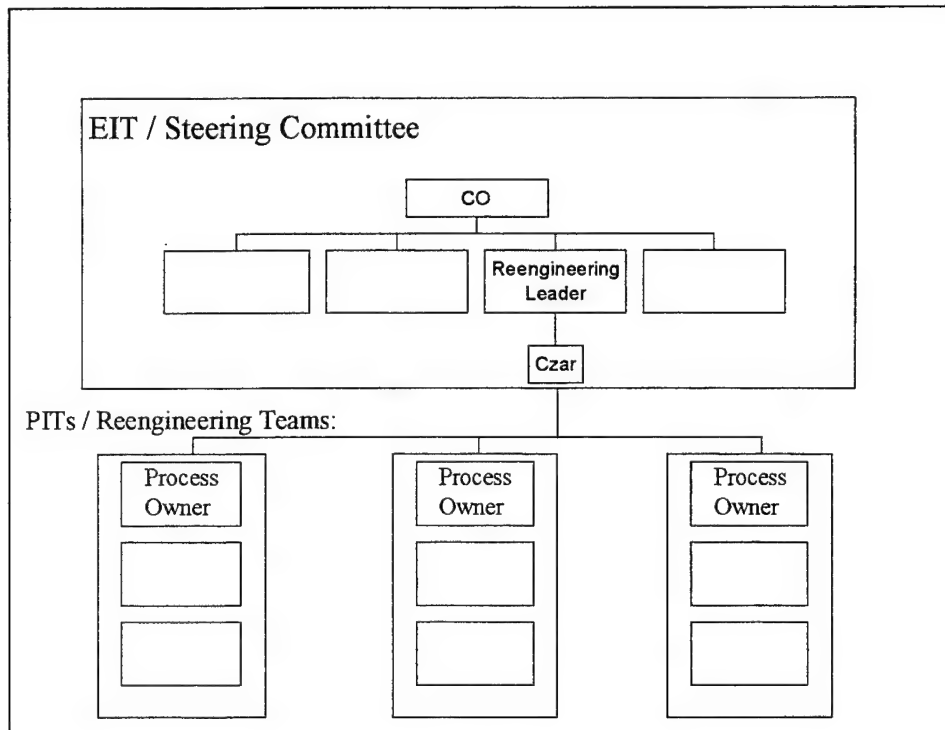 EIT / Steering Committee
CO
Reengineering
Leader
Czar
PITs / Reengineering Teams:
Process
Owner
Process
Owner
Process
Owner